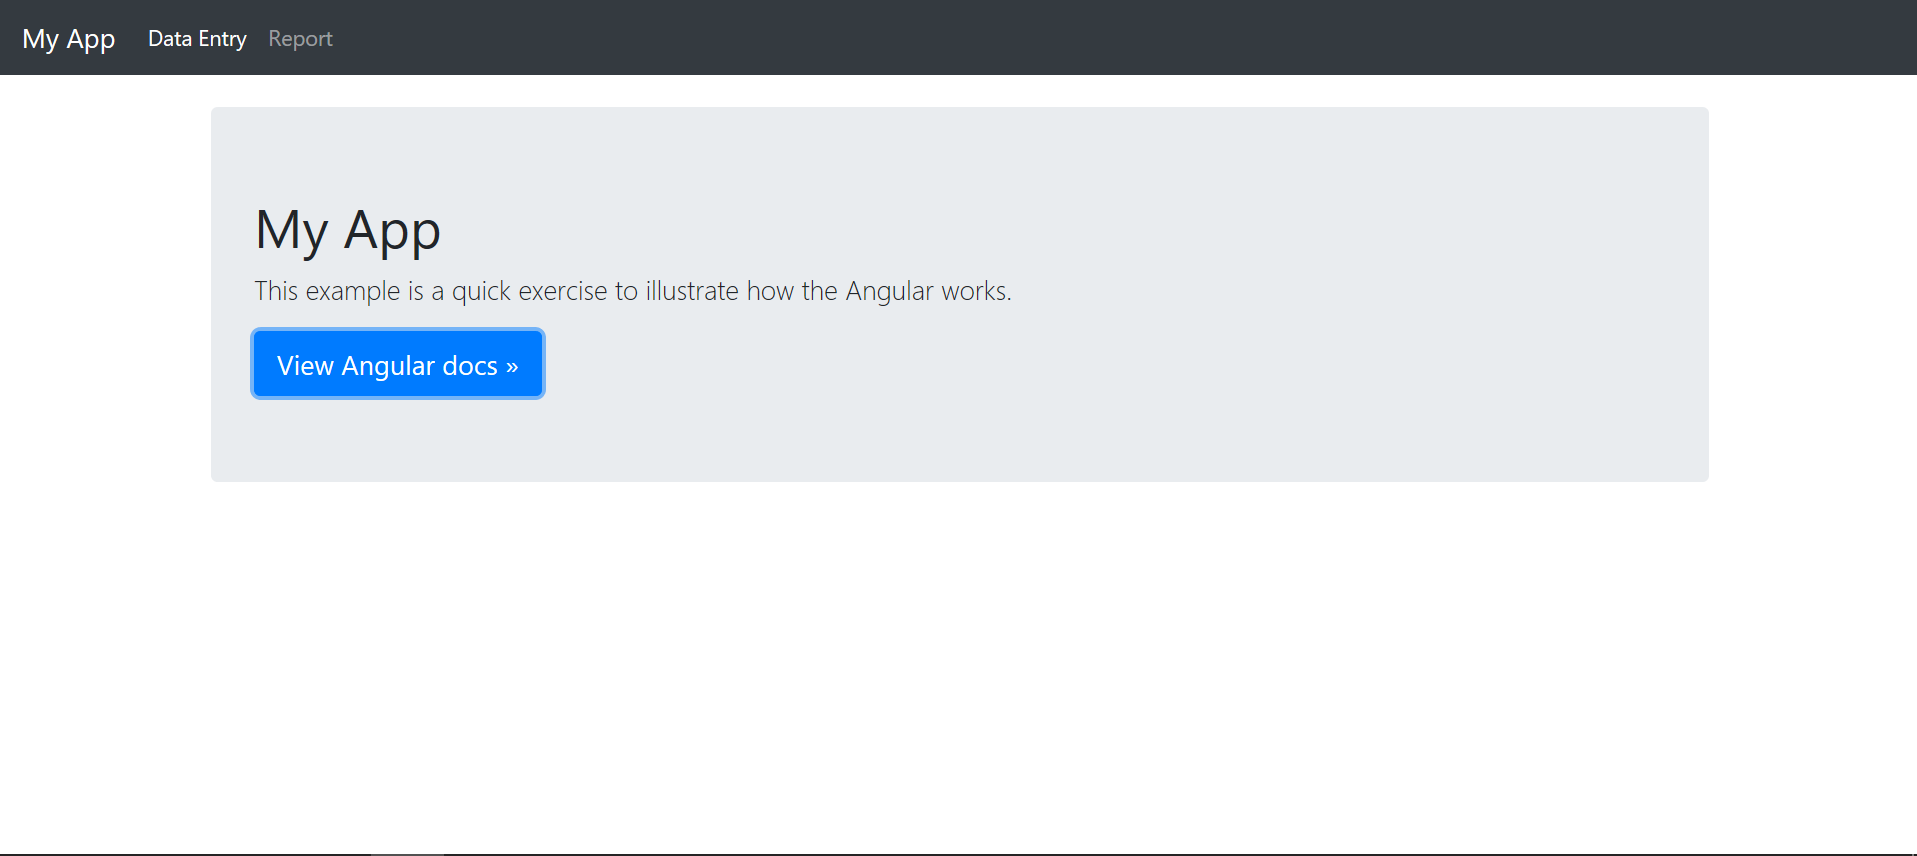 My App Data Entry Report
My App
This example is a quick exercise to illustrate how the Angular works.
View Angular docs »